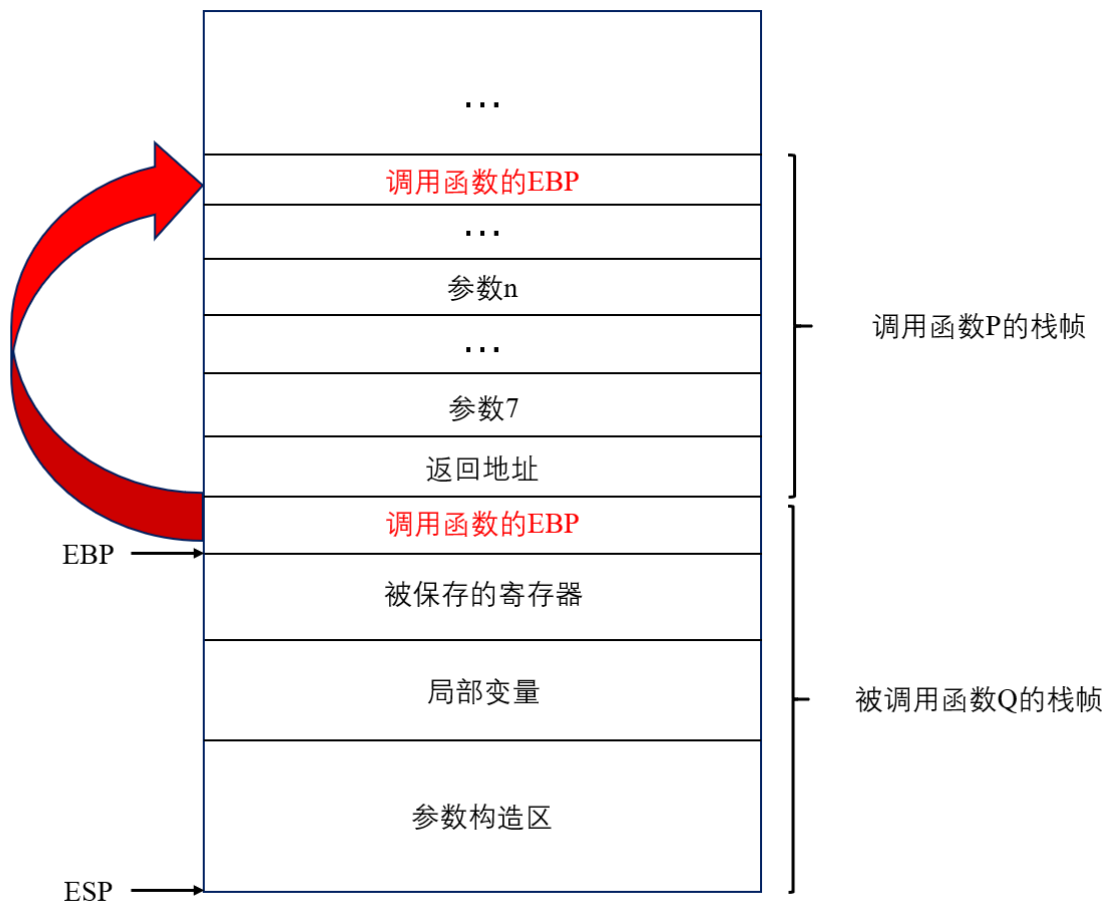 ...
调用函数的EBP
...
参数n
调用函数P的栈帧
...
参数7
返回地址
调用函数的EBP
EBP
被保存的寄存器
局部变量
被调用函数Q的栈帧
参数构造区
ESP